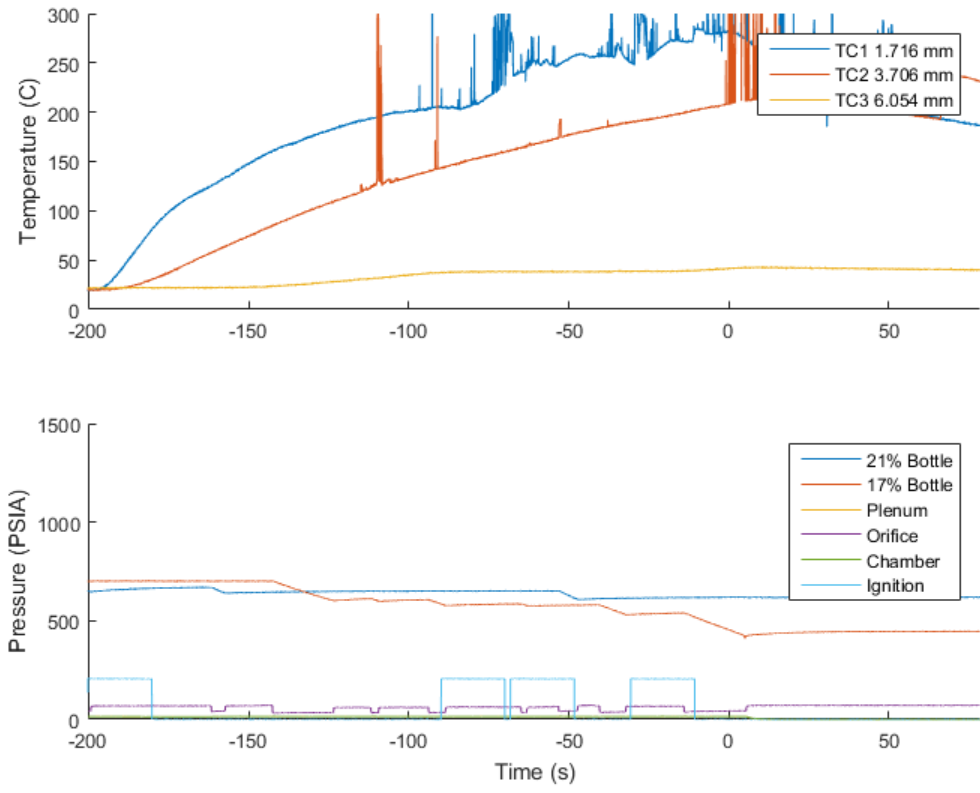 300
250
200
150
100
50
0
Temperature (C)
TC1 1.716 mm
TC2 3.706 mm
TC3 6.054 mm
-200 -150 -100 -50 0 50
1500
1000
500
0
Pressure (PSIA)
21% Bottle
17% Bottle
Plenum
Orifice
Chamber
Ignition
-200 -150 -100 -50 0 50
Time (s)